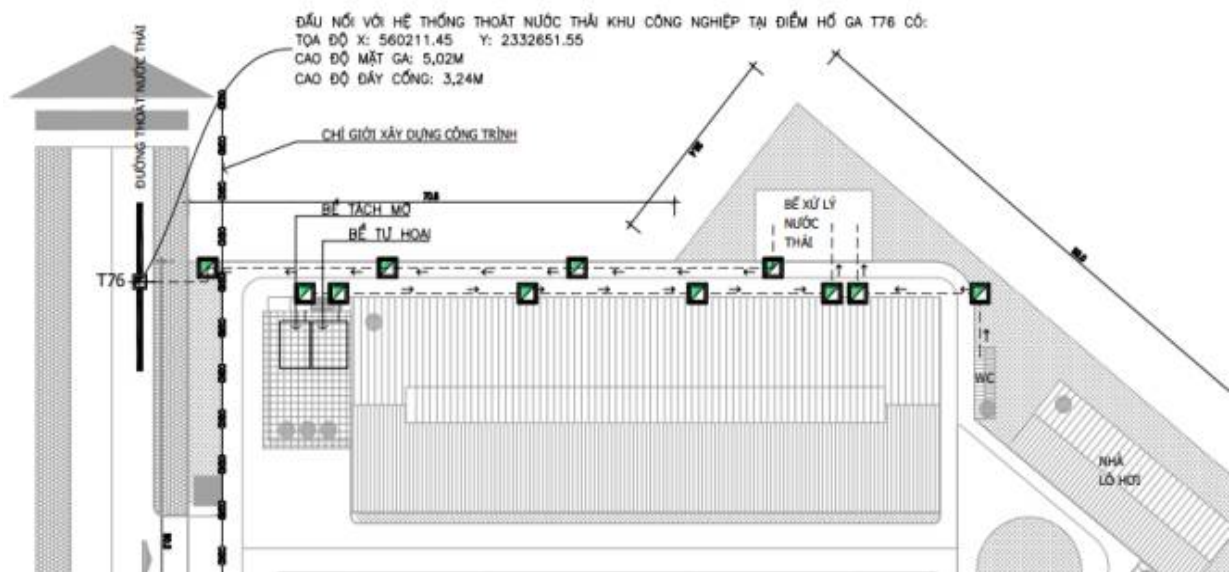 ĐẤU NỐI VỚI HỆ THỐNG THOÁT NƯỚC THẢI KHU CÔNG NGHIỆP TẠI ĐIỂM HỐ GA T76 CÓ:
TỌA ĐỘ X: 560211.45 Y: 2332651.55
CAO ĐỘ MẶT GA: 5,02M
CAO ĐỘ ĐÁY CỐNG: 3,24M
ĐƯỜNG THOÁT NƯỚC THẢI
CHỈ GIỚI XÂY DỰNG CÔNG TRÌNH
BỂ TÁCH MỠ
BỂ TỰ HOẠI
BỂ XỬ LÝ
NƯỚC
THẢI
T76
WC
NHÀ
LÒ HƠI